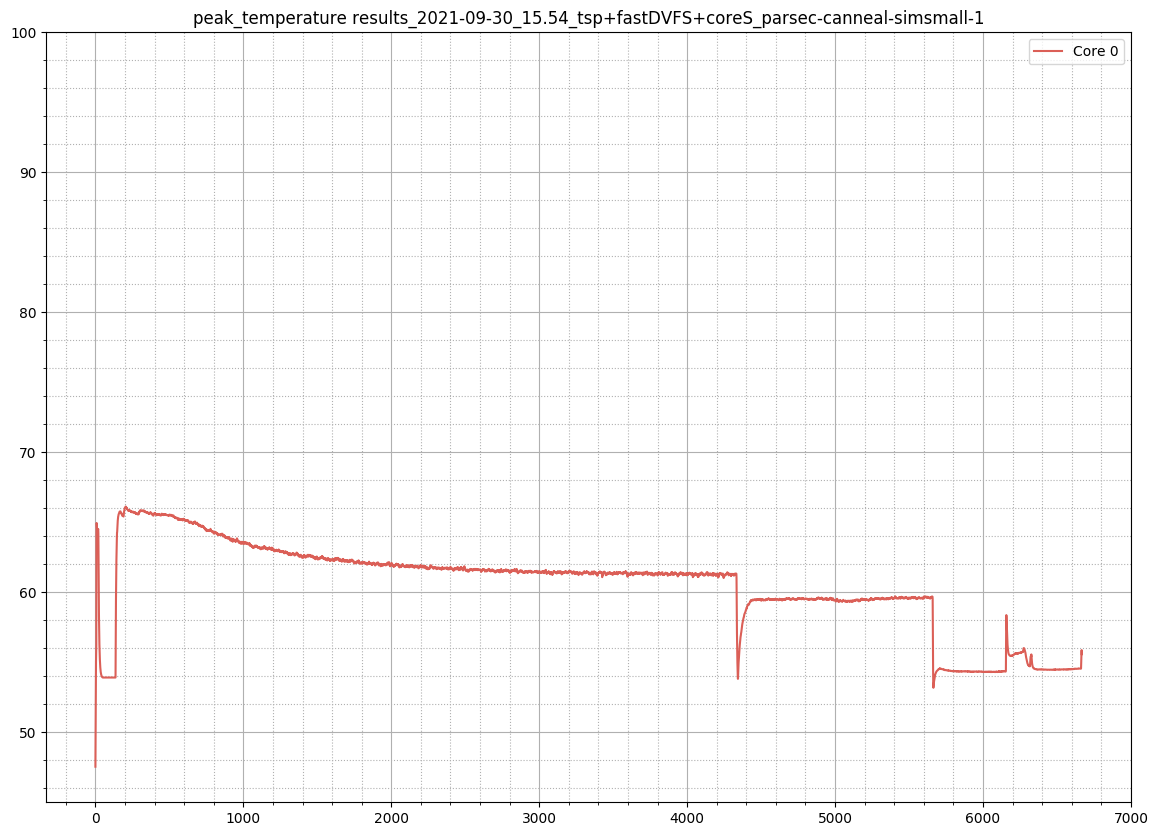 peak_temperature results_2021-09-30_15.54_tsp+fastDVFS+coreS_parsec-canneal-simsmall-1
Core 0
100
90
80
70
60
50
0 1000 2000 3000 4000 5000 6000 7000